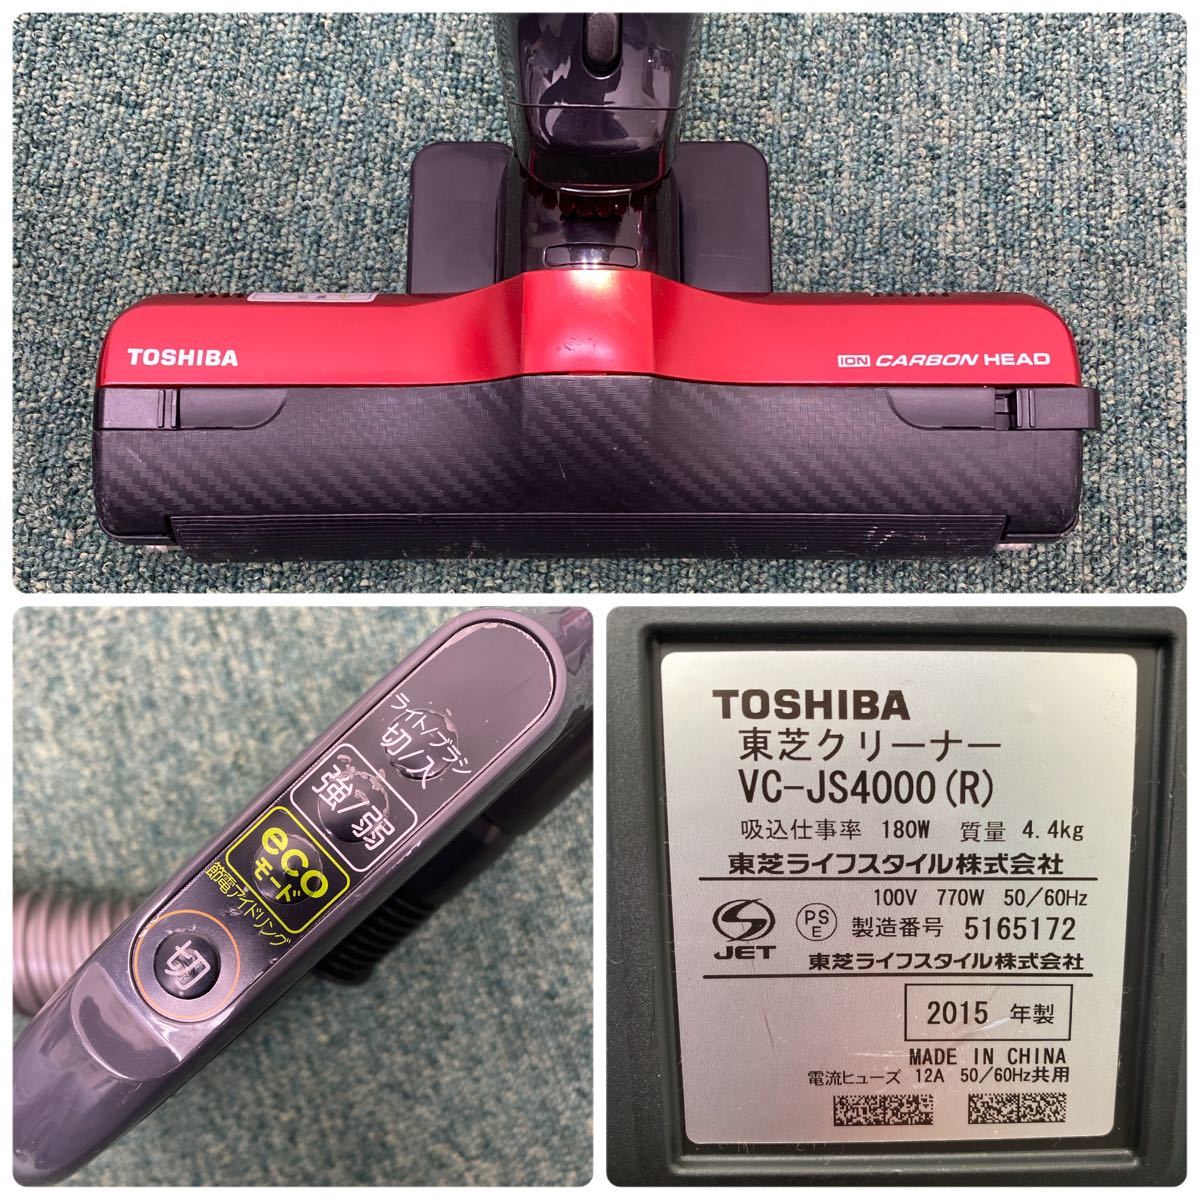 TOSHIBA
ION CARBON HEAD
ライト/ブラシ
切/入
強/弱
eco
モード
節電アイドリング
切
TOSHIBA
東芝クリーナー
VC-JS4000(R)
吸込仕事率 180W 質量 4.4kg
東芝ライフスタイル株式会社
100V 770W 50/60Hz
JET
PS
E
製造番号 5165172
東芝ライフスタイル株式会社
2015 年製
MADE IN CHINA
電流ヒューズ 12A 50/60Hz共用